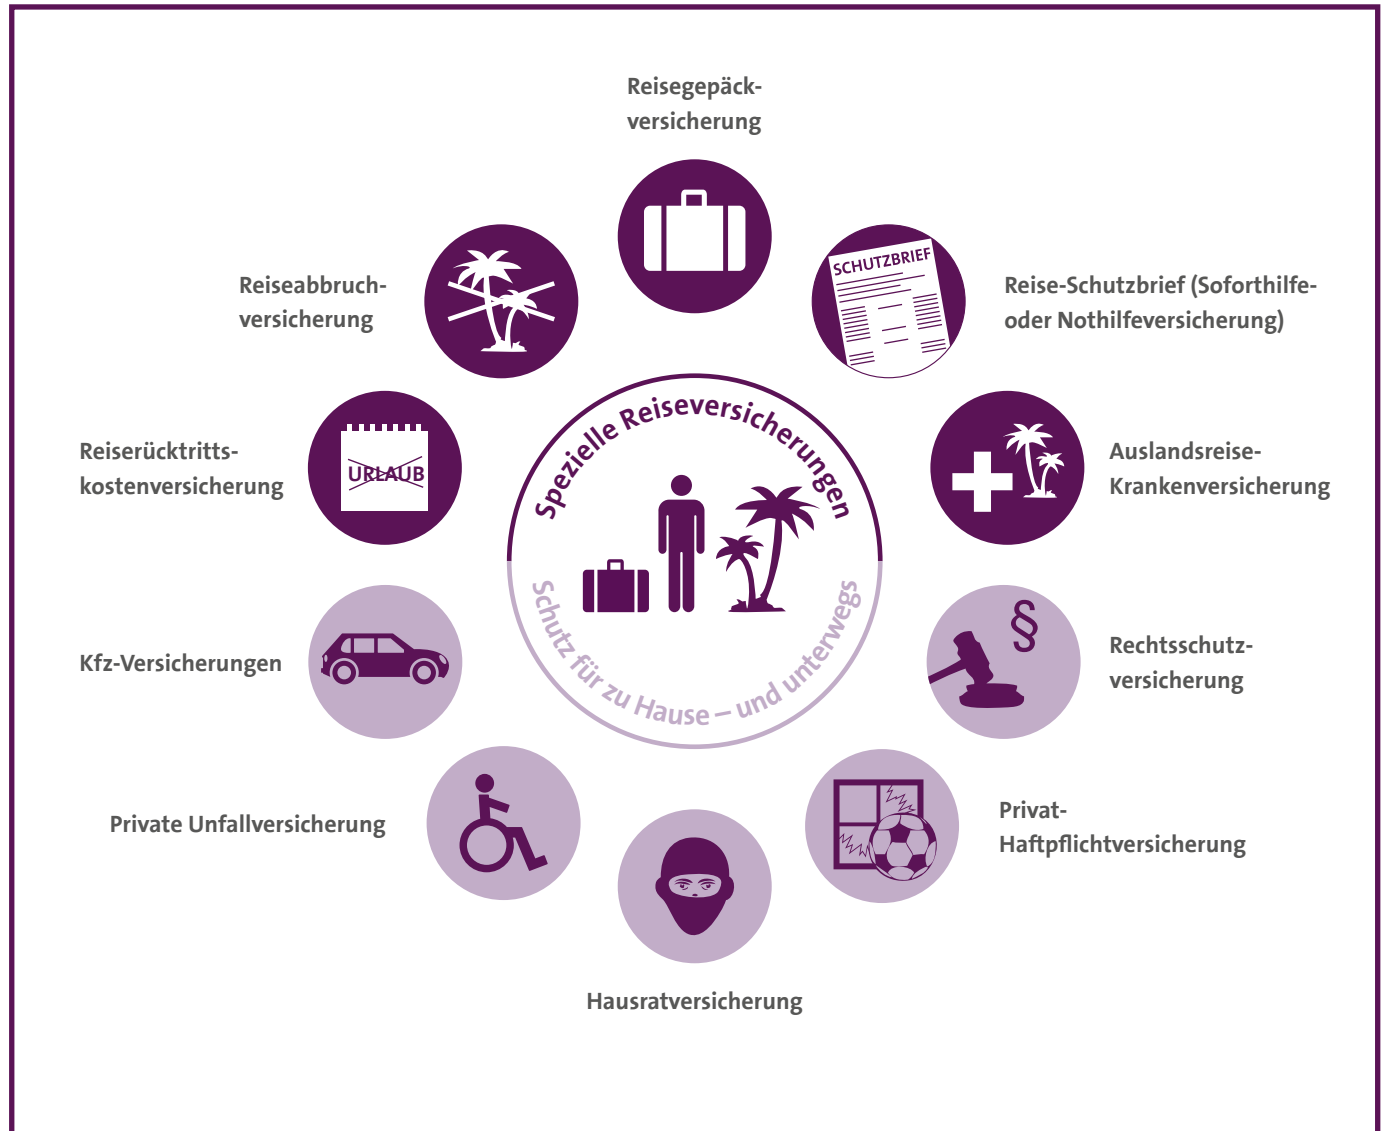 Reisegepäck-
versicherung
Reiseabbruch-
versicherung
SCHUTZBRIEF
Reise-Schutzbrief (Soforthilfe-
oder Nothilfeversicherung)
Reiserücktritts-
kostenversicherung
URLAUB
Spezielle Reiseversicherungen
Auslandsreise-
Krankenversicherung
Kfz-Versicherungen
Schutz für zu Hause – und unterwegs
§
Rechtsschutz-
versicherung
Private Unfallversicherung
Privat-
Haftpflichtversicherung
Hausratversicherung